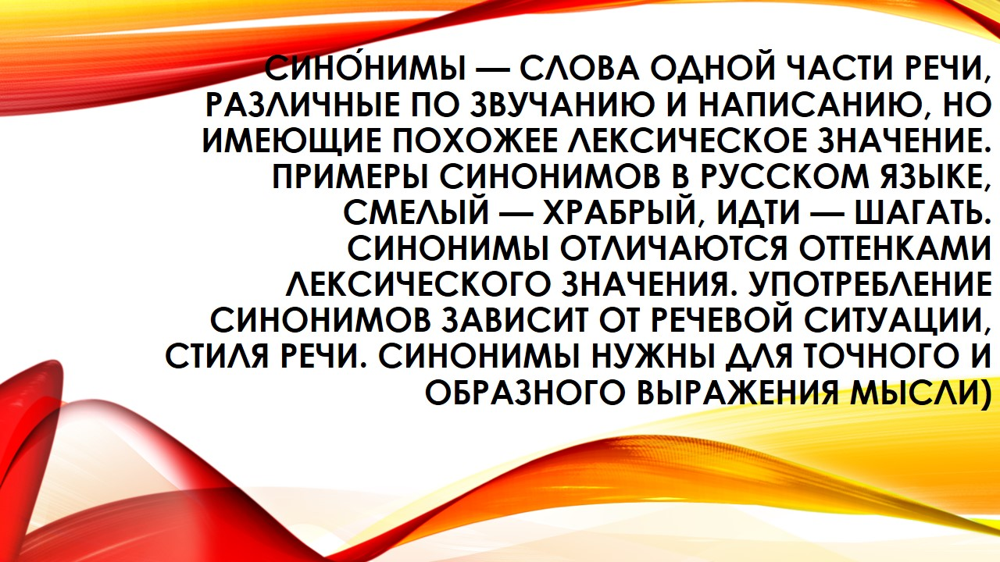 СИНО́НИМЫ — СЛОВА ОДНОЙ ЧАСТИ РЕЧИ,
РАЗЛИЧНЫЕ ПО ЗВУЧАНИЮ И НАПИСАНИЮ, НО
ИМЕЮЩИЕ ПОХОЖЕЕ ЛЕКСИЧЕСКОЕ ЗНАЧЕНИЕ.
ПРИМЕРЫ СИНОНИМОВ В РУССКОМ ЯЗЫКЕ,
СМЕЛЫЙ — ХРАБРЫЙ, ИДТИ — ШАГАТЬ.
СИНОНИМЫ ОТЛИЧАЮТСЯ ОТТЕНКАМИ
ЛЕКСИЧЕСКОГО ЗНАЧЕНИЯ. УПОТРЕБЛЕНИЕ
СИНОНИМОВ ЗАВИСИТ ОТ РЕЧЕВОЙ СИТУАЦИИ,
СТИЛЯ РЕЧИ. СИНОНИМЫ НУЖНЫ ДЛЯ ТОЧНОГО И
ОБРАЗНОГО ВЫРАЖЕНИЯ МЫСЛИ)